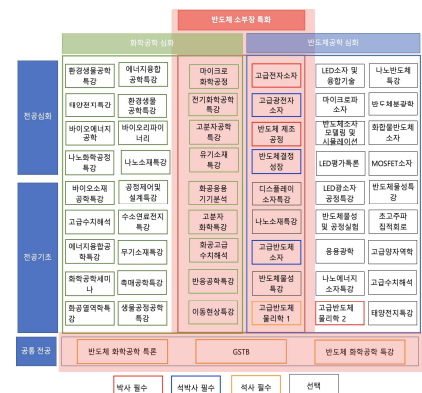 반도체 소부장 특화
화학공학 심화
반도체공학 심화
전공심화
환경생물공학
특강
에너지융합
공학특강
마이크로
화학공정
고급전자소자
LED소자 및
융합기술
나노반도체
특강
태양전지특강
환경생물
공학특강
전기화학공학
특강
고급광전자
소자
마이크로파
소자
반도체분광학
바이오에너지
공학
바이오리파이
너리
고분자공학
특강
반도체 제조
공정
반도체소자
모델링 및
시뮬레이션
화합물반도체
소자
나노화학공정
특강
나노소재특강
유기소재
특강
반도체결정
성장
LED평가특론
MOSFET소자
전공기초
바이오소재
공학특강
공정제어및
설계특강
화공응용
기기분석
디스플레이
소자특강
LED광소자
공정특강
반도체물성특
강
고급수치해석
수소연료전지
특강
고분자
화학특강
나노소재특강
반도체물성
및 공정실험
초고주파
집적회로
에너지융합공
학특강
무기소재특강
화공고급
수치해석
고급반도체
소자
응용광학
고급양자역학
화학공학세미
나
촉매공학특강
반응공학특강
반도체물성
특강
나노에너지
소자특강
고급수치해석
화공열역학특
강
생물공정공학
특강
이동현상특강
고급반도체
물리학 1
고급반도체
물리학 2
태양전지특강
공통 전공
반도체 화학공학 특론
GSTB
반도체 화학공학 특강
박사 필수
석박사 필수
석사 필수
선택